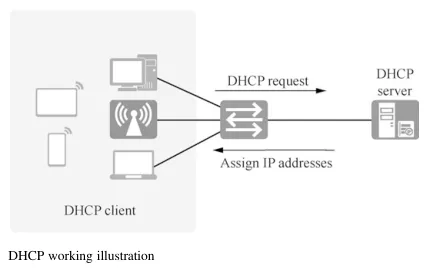 DHCP request
DHCP
server
Assign IP addresses
DHCP client
DHCP working illustration